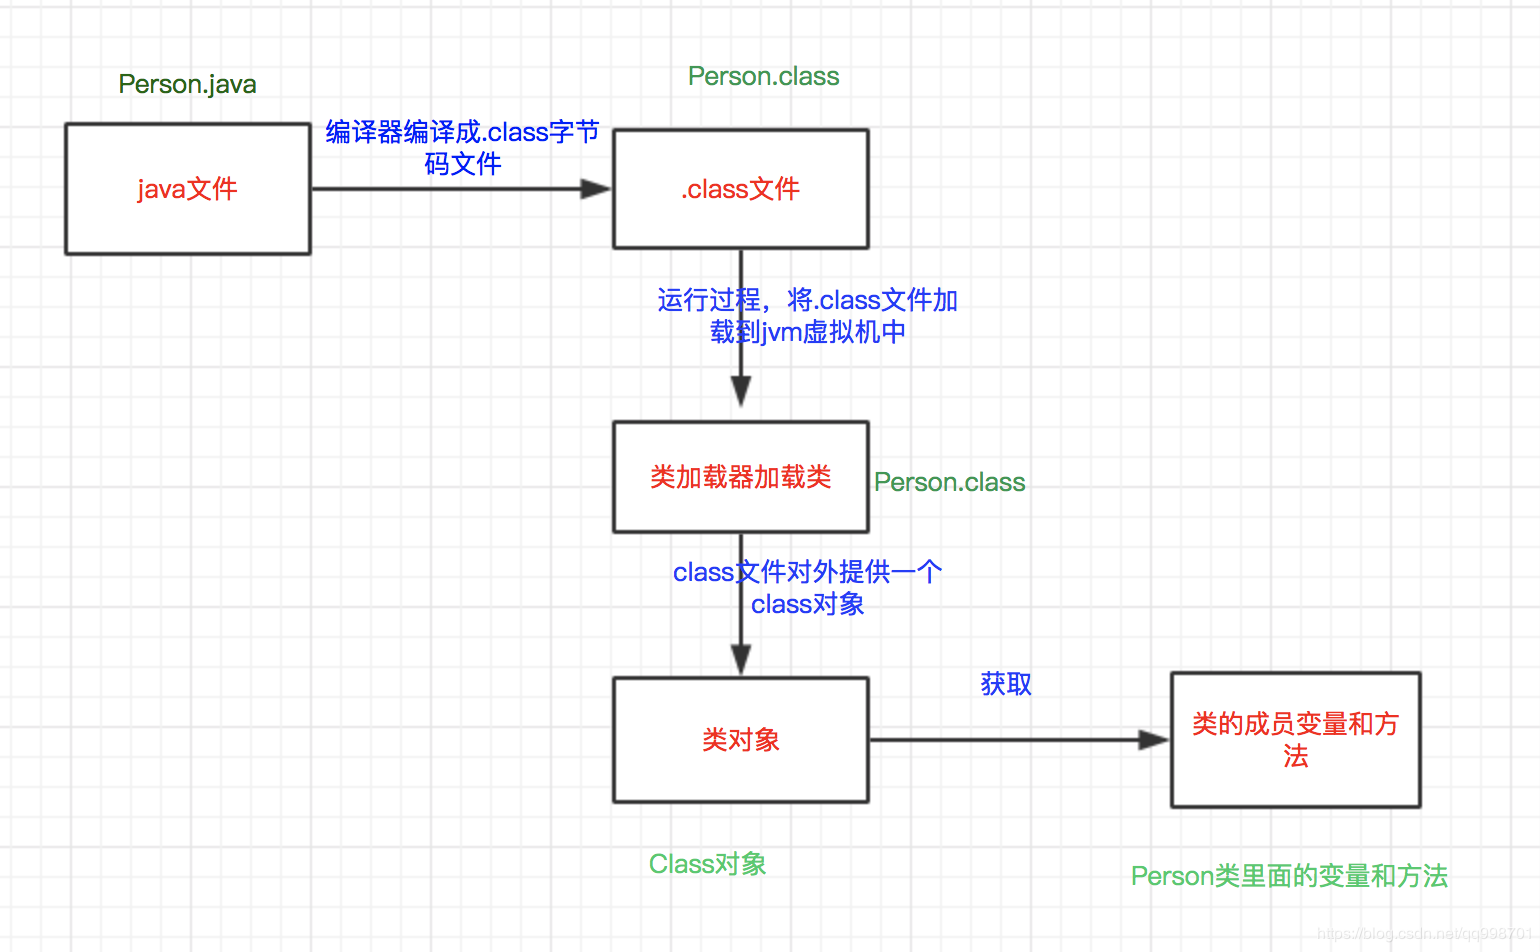 Person.java
Person.class
编译器编译成.class字节
码文件
java文件
.class文件
运行过程，将.class文件加
载到jvm虚拟机中
类加载器加载类
Person.class
class文件对外提供一个
class对象
获取
类对象
类的成员变量和方
法
Class对象
Person类里面的变量和方法
https://blog.csdn.net/qq998701